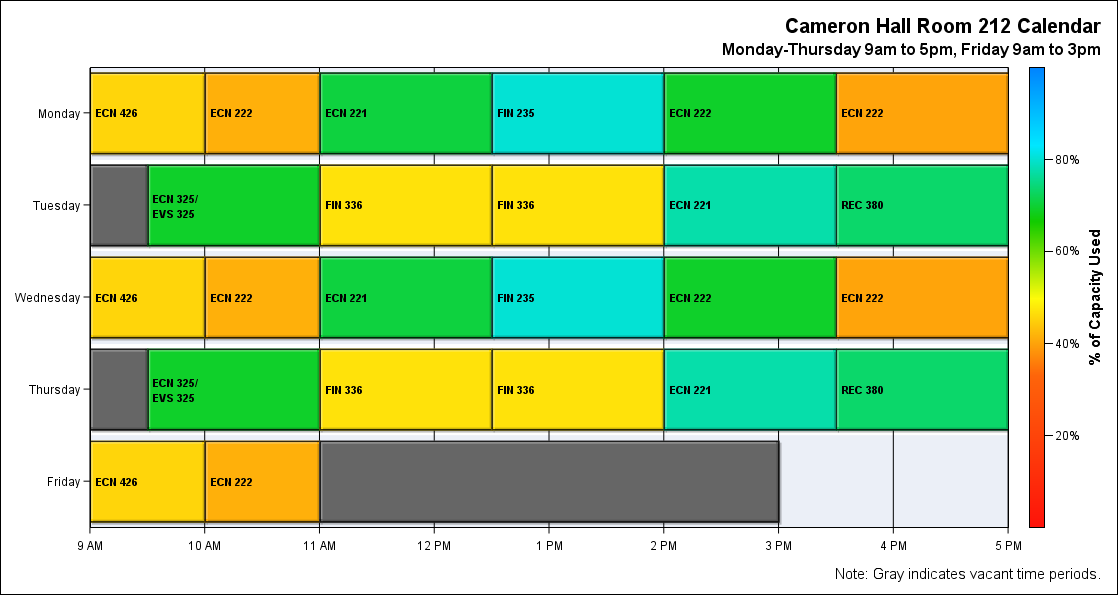 Cameron Hall Room 212 Calendar
Monday-Thursday 9am to 5pm, Friday 9am to 3pm
Monday
ECN 426
ECN 222
ECN 221
FIN 235
ECN 222
ECN 222
Tuesday
ECN 325/
EVS 325
FIN 336
FIN 336
ECN 221
REC 380
Wednesday
ECN 426
ECN 222
ECN 221
FIN 235
ECN 222
ECN 222
Thursday
ECN 325/
EVS 325
FIN 336
FIN 336
ECN 221
REC 380
Friday
ECN 426
ECN 222
9 AM
10 AM
11 AM
12 PM
1 PM
2 PM
3 PM
4 PM
5 PM
80%
60%
40%
20%
% of Capacity Used
Note: Gray indicates vacant time periods.